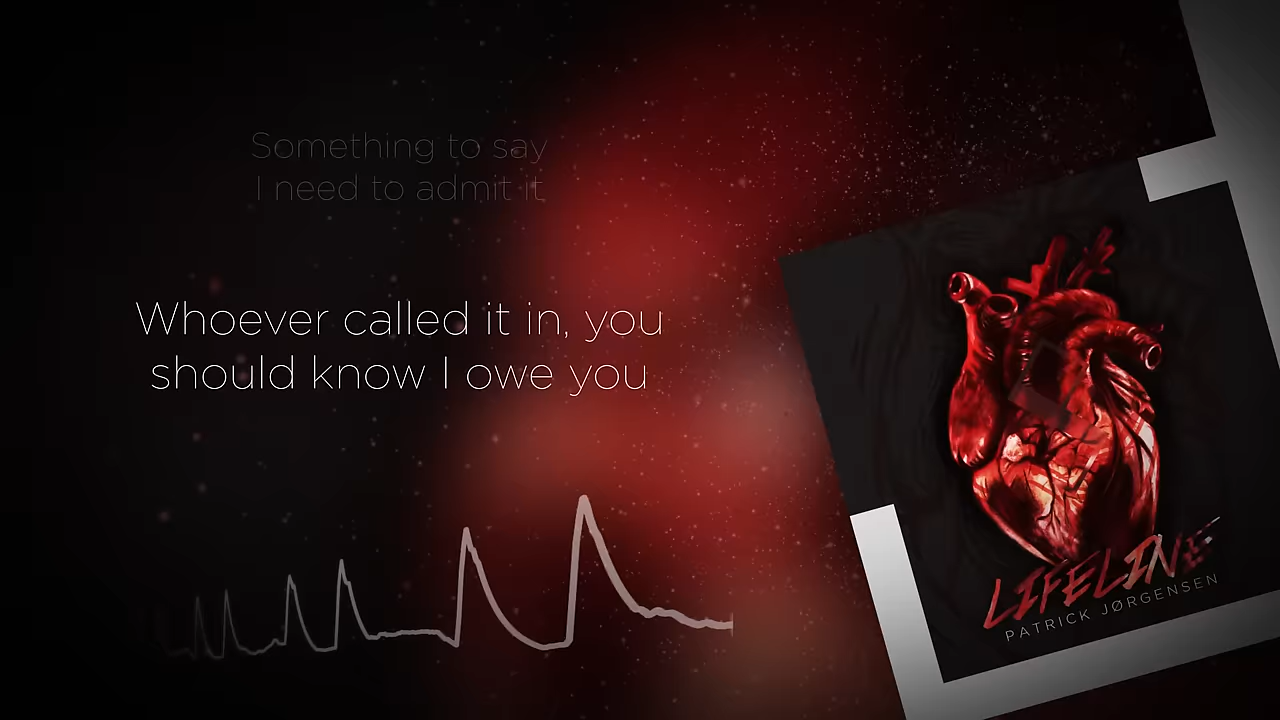 Something to say
I need to admit it
Whoever called it in, you
should know I owe you
LIFELINE
PATRICK JØRGENSEN